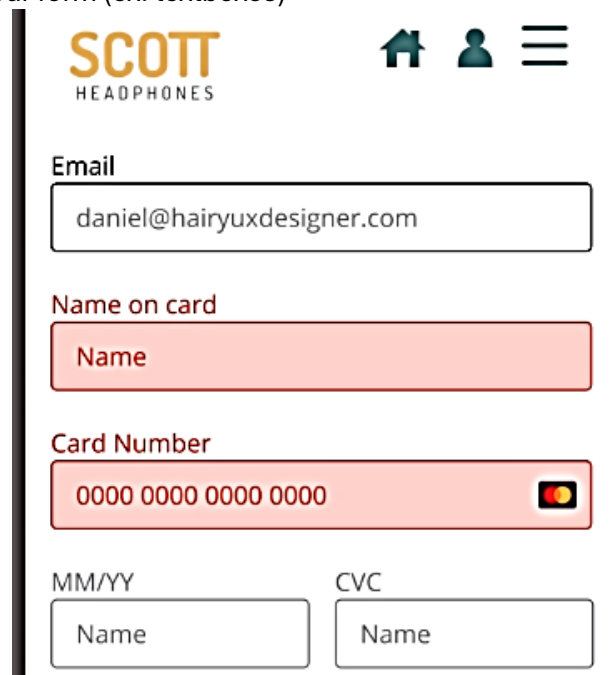 SCOTT
HEADPHONES
Email
daniel@hairyuxdesigner.com
Name on card
Name
Card Number
0000 0000 0000 0000
MM/YY CVC
Name Name